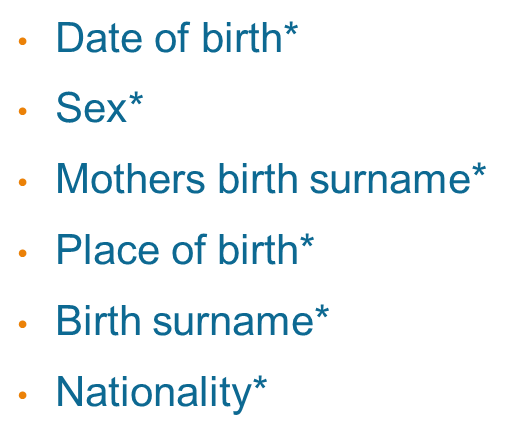 • Date of birth*
• Sex*
• Mothers birth surname*
• Place of birth*
• Birth surname*
• Nationality*